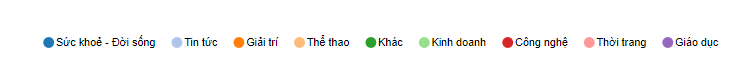 Sức khoẻ - Đời sống Tin tức Giải trí Thể thao Khác Kinh doanh Công nghệ Thời trang Giáo dục